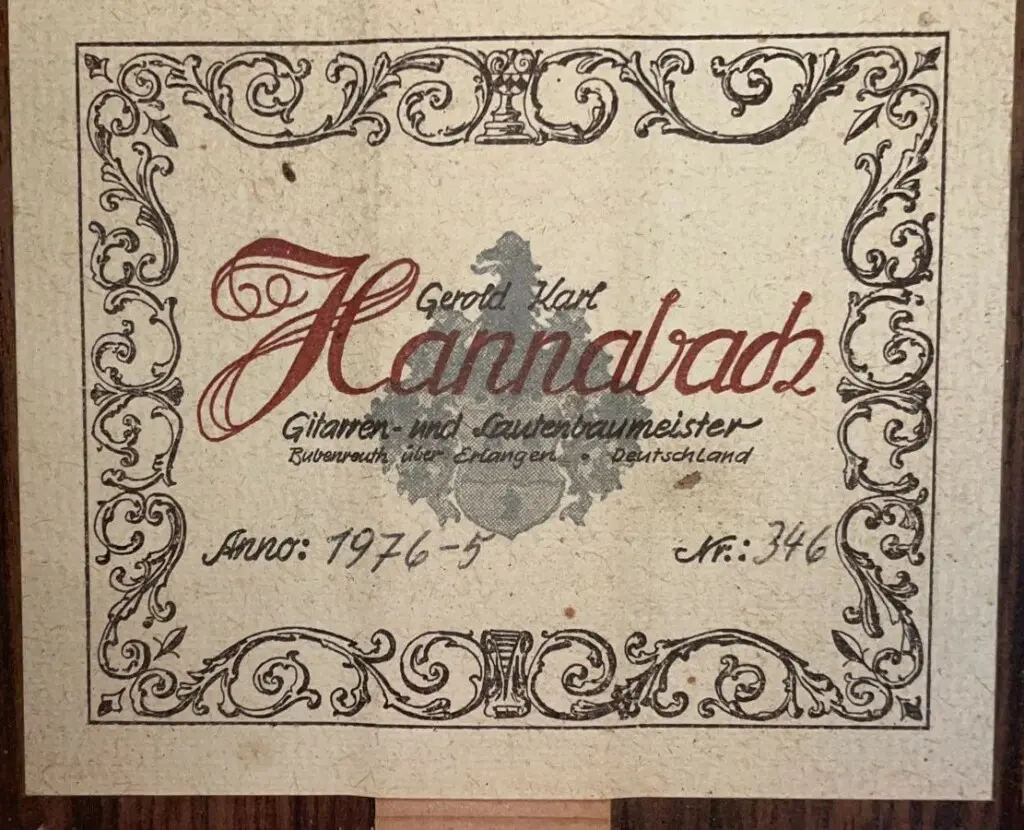 Gerold Karl
Hannabach
Gitarren- und Lautenbaumeister
Bubenreuth über Erlangen • Deutschland
Anno: 1976-5 Nr.: 346